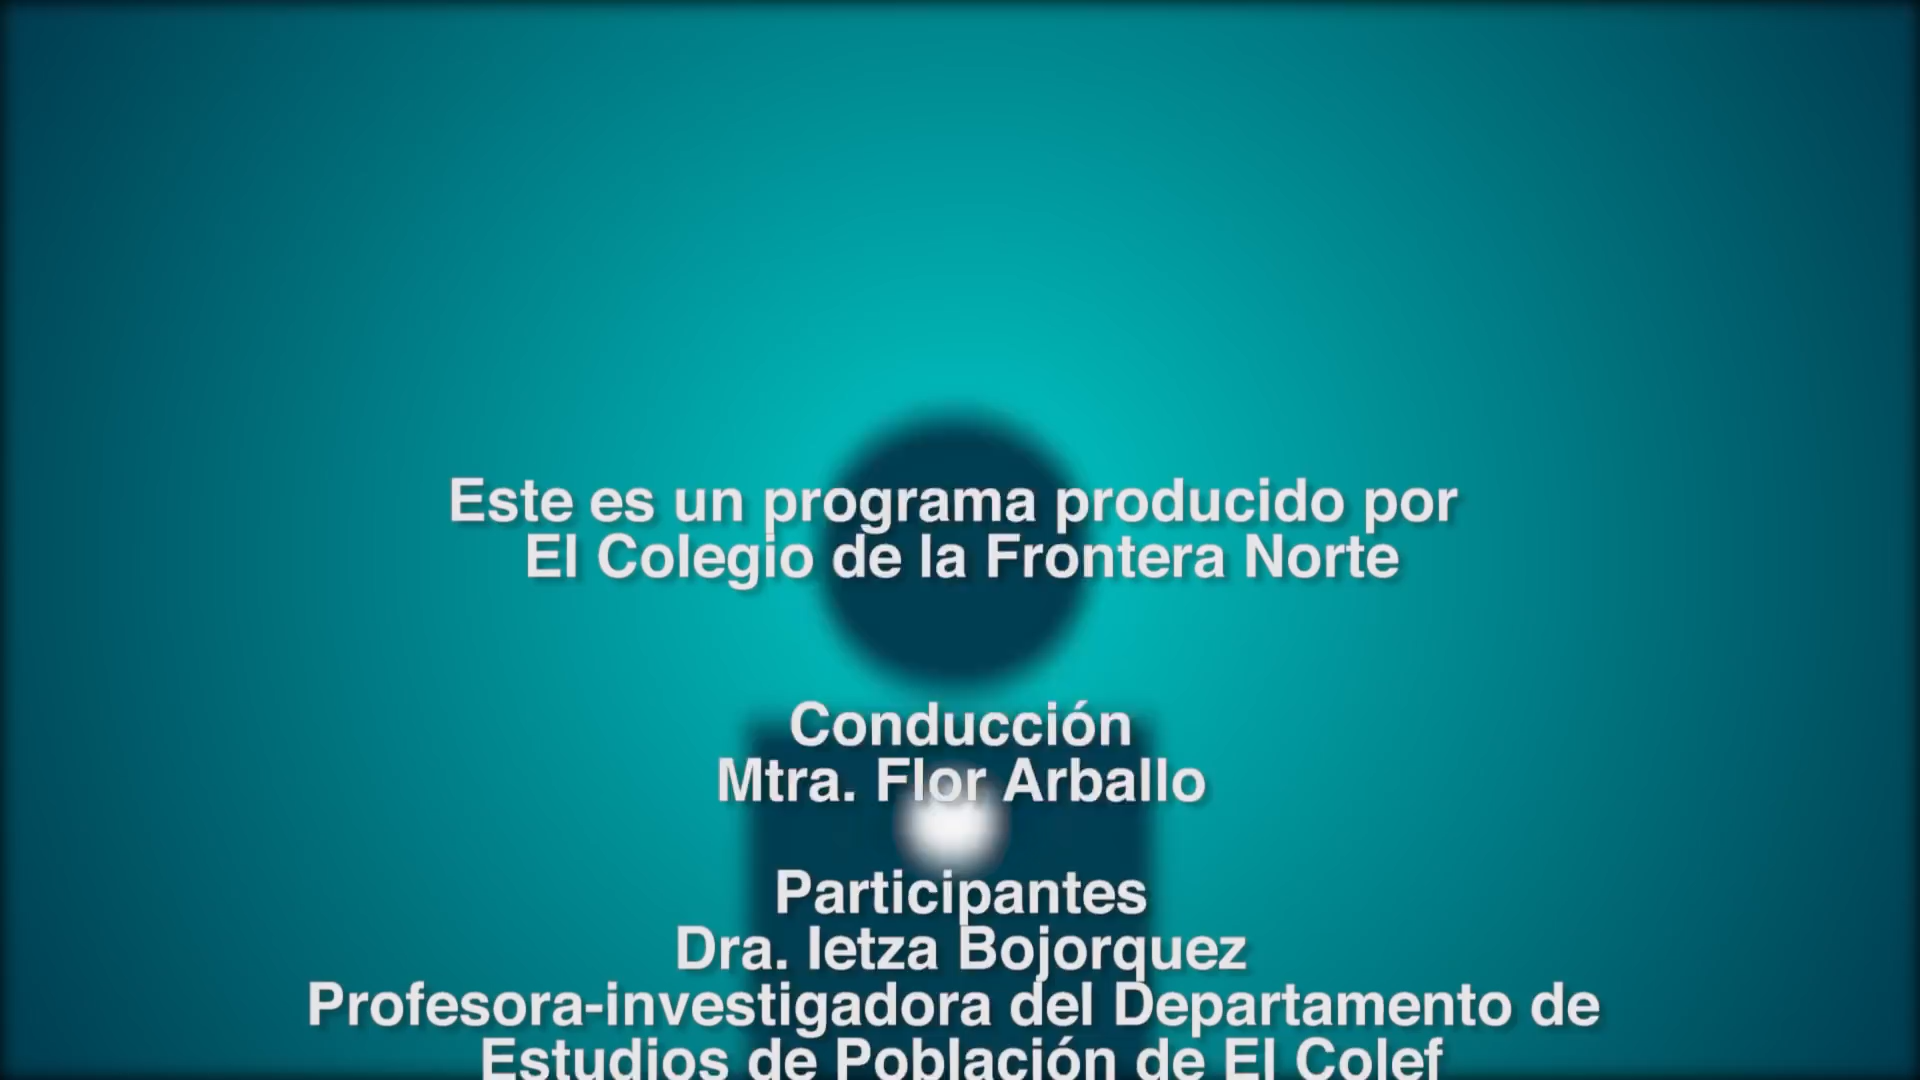 Este es un programa producido por
El Colegio de la Frontera Norte
Conducción
Mtra. Flor Arballo
Participantes
Dra. Ietza Bojorquez
Profesora-investigadora del Departamento de
Estudios de Población de El Colef